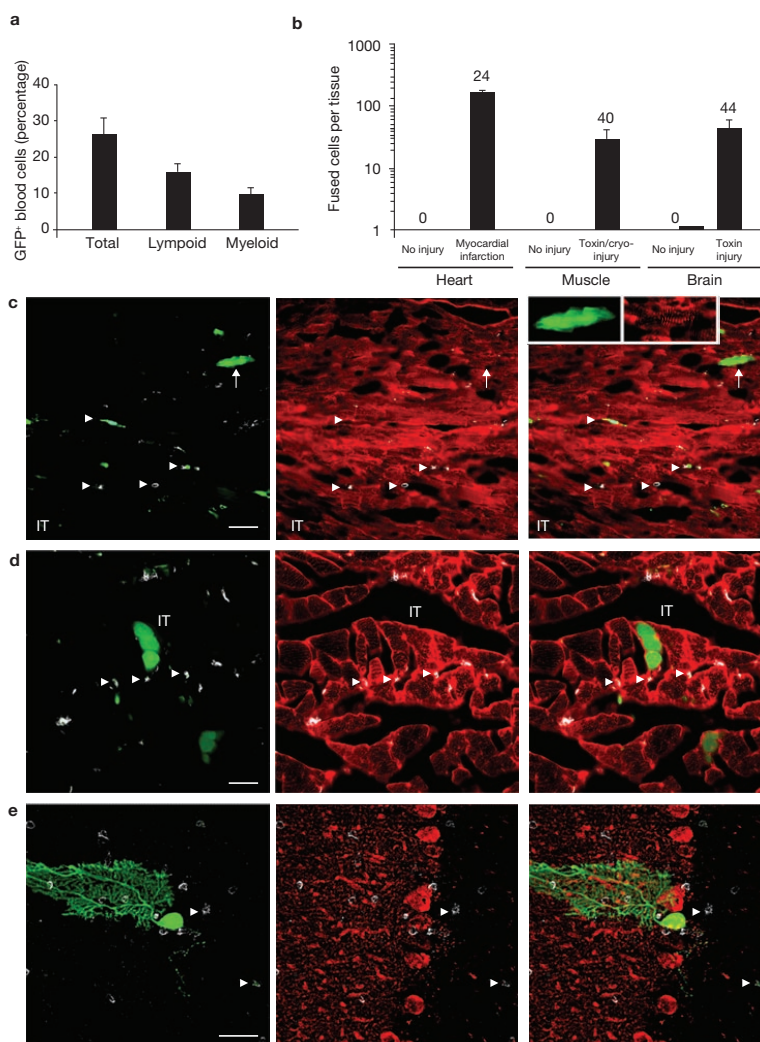 a
GFP+ blood cells (percentage)
40
30
20
10
0
Total Lympoid Myeloid
b
Fused cells per tissue
1000
100
10
1
24
40
44
0
0
0
No injury Myocardial infarction No injury Toxin/cryo-injury No injury Toxin injury
Heart Muscle Brain
c
IT IT IT
d
IT IT IT
e